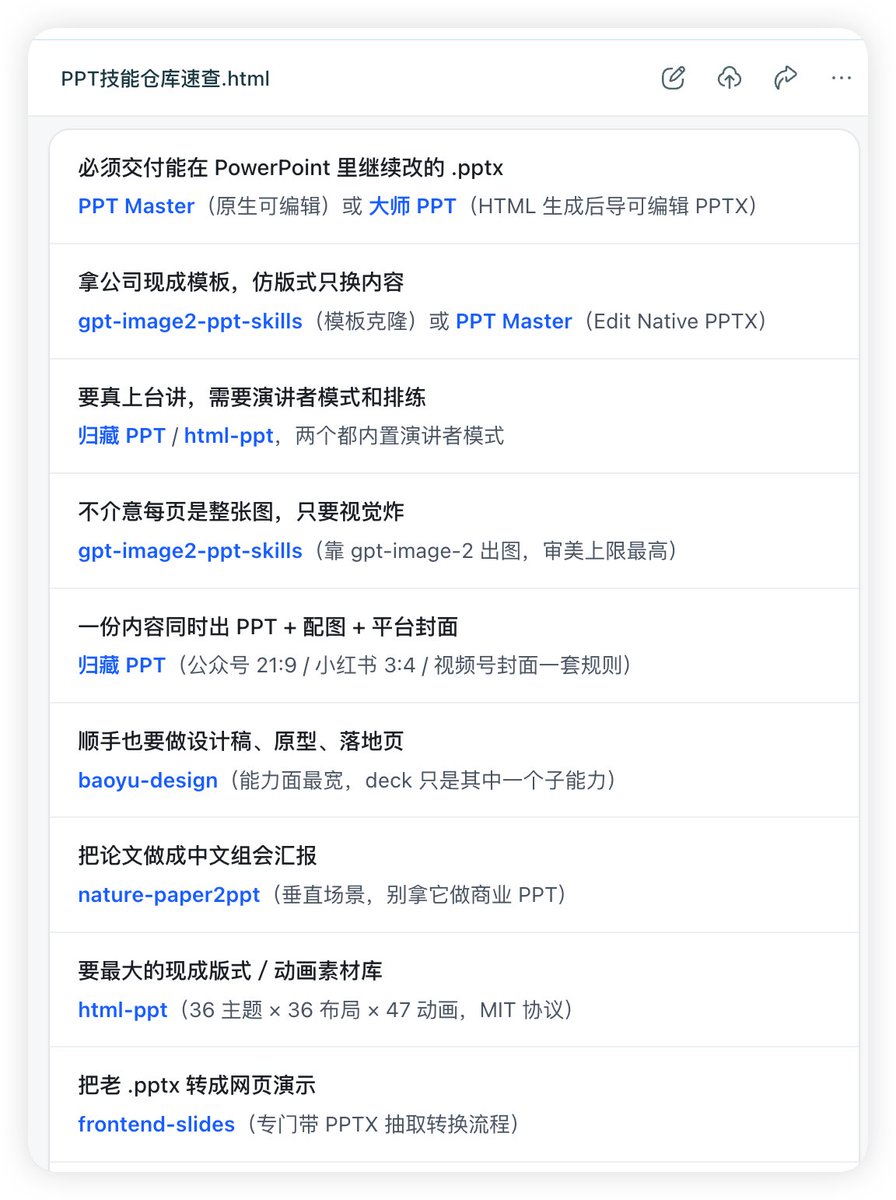 PPT技能仓库速查.html
必须交付能在 PowerPoint 里继续改的 .pptx
PPT Master（原生可编辑）或 大师 PPT（HTML 生成后导可编辑 PPTX）
拿公司现成模板，仿版式只换内容
gpt-image2-ppt-skills（模板克隆）或 PPT Master（Edit Native PPTX）
要真上台讲，需要演讲者模式和排练
归藏 PPT / html-ppt，两个都内置演讲者模式
不介意每页是整张图，只要视觉炸
gpt-image2-ppt-skills（靠 gpt-image-2 出图，审美上限最高）
一份内容同时出 PPT + 配图 + 平台封面
归藏 PPT（公众号 21:9 / 小红书 3:4 / 视频号封面一套规则）
顺手也要做设计稿、原型、落地页
baoyu-design（能力面最宽，deck 只是其中一个子能力）
把论文做成中文组会汇报
nature-paper2ppt（垂直场景，别拿它做商业 PPT）
要最大的现成版式 / 动画素材库
html-ppt（36 主题 × 36 布局 × 47 动画，MIT 协议）
把老 .pptx 转成网页演示
frontend-slides（专门带 PPTX 抽取转换流程）